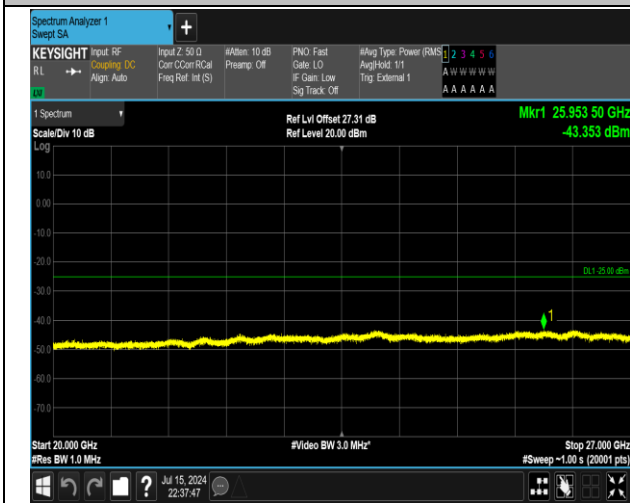 Spectrum Analyzer 1
Swept SA
KEYSIGHT
RL
Input: RF
Coupling: DC
Align: Auto
Input Z: 50 Ω
Corr CCorr RCal
Freq Ref: Int (S)
#Atten: 10 dB
Preamp: Off
PNO: Fast
Gate: LO
IF Gain: Low
Sig Track: Off
#Avg Type: Power (RMS
Avg|Hold: 1/1
Trig: External 1
1 2 3 4 5 6
A W W W W W
A A A A A A
1 Spectrum
Scale/Div 10 dB
Ref Lvl Offset 27.31 dB
Ref Level 20.00 dBm
Mkr1 25.953 50 GHz
-43.353 dBm
Log
10.0
0.00
-10.0
-20.0
DL1 -25.00 dBm
-30.0
-40.0
1
-50.0
-60.0
-70.0
Start 20.000 GHz
#Video BW 3.0 MHz*
Stop 27.000 GHz
#Res BW 1.0 MHz
#Sweep ~1.00 s (20001 pts)
Jul 15, 2024
22:37:47